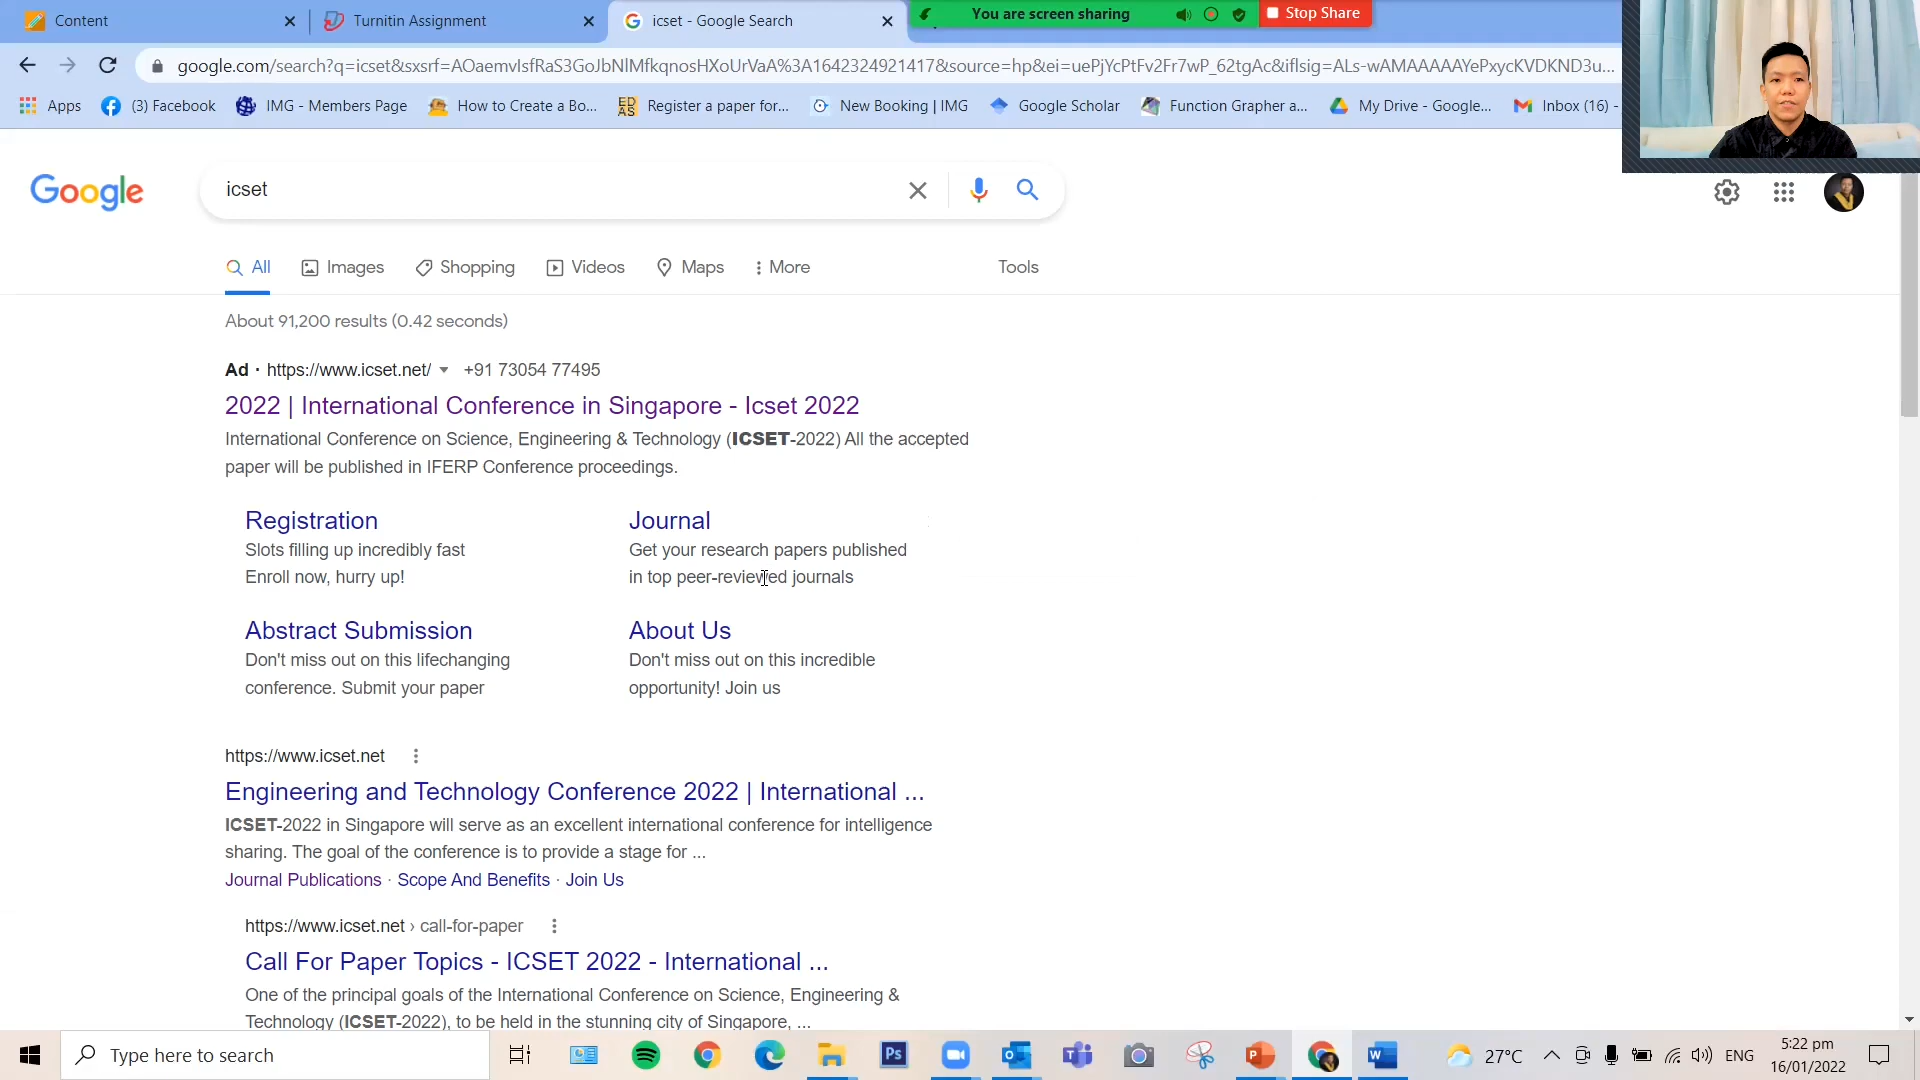 Content
Turnitin Assignment
icset - Google Search
You are screen sharing
Stop Share
google.com/search?q=icset&sxsrf=AOaemvIsfRaS3GoJbNlMfkqnosHXoUrVaA%3A1642324921417&source=hp&ei=uePjYcPtFv2Fr7wP_62tgAc&iflsig=ALs-wAMAAAAAYePxycKVDKND3u...
Apps
(3) Facebook
IMG - Members Page
How to Create a Bo...
EDAS
Register a paper for...
New Booking | IMG
Google Scholar
Function Grapher a...
My Drive - Google...
Inbox (16) -
Google
icset
All
Images
Shopping
Videos
Maps
More
Tools
About 91,200 results (0.42 seconds)
Ad · https://www.icset.net/ +91 73054 77495
2022 | International Conference in Singapore - Icset 2022
International Conference on Science, Engineering & Technology (ICSET-2022) All the accepted
paper will be published in IFERP Conference proceedings.
Registration
Slots filling up incredibly fast
Enroll now, hurry up!
Journal
Get your research papers published
in top peer-reviewed journals
Abstract Submission
Don't miss out on this lifechanging
conference. Submit your paper
About Us
Don't miss out on this incredible
opportunity! Join us
https://www.icset.net
Engineering and Technology Conference 2022 | International ...
ICSET-2022 in Singapore will serve as an excellent international conference for intelligence
sharing. The goal of the conference is to provide a stage for ...
Journal Publications · Scope And Benefits · Join Us
https://www.icset.net › call-for-paper
Call For Paper Topics - ICSET 2022 - International ...
One of the principal goals of the International Conference on Science, Engineering &
Technology (ICSET-2022), to be held in the stunning city of Singapore, ...
Type here to search
Ps
27°C
ENG
5:22 pm
16/01/2022